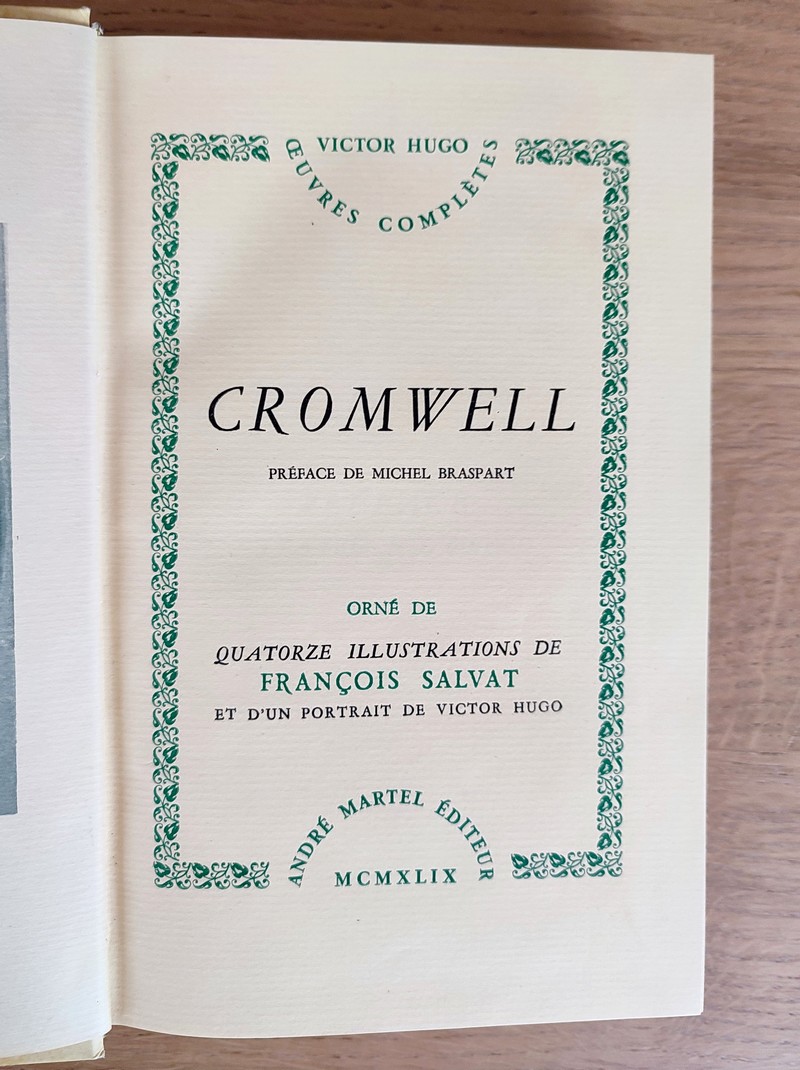 VICTOR HUGO
ŒUVRES COMPLÈTES
CROMWELL
PRÉFACE DE MICHEL BRASPART
ORNÉ DE
QUATORZE ILLUSTRATIONS DE
FRANÇOIS SALVAT
ET D'UN PORTRAIT DE VICTOR HUGO
ANDRÉ MARTEL ÉDITEUR
MCMXLIX